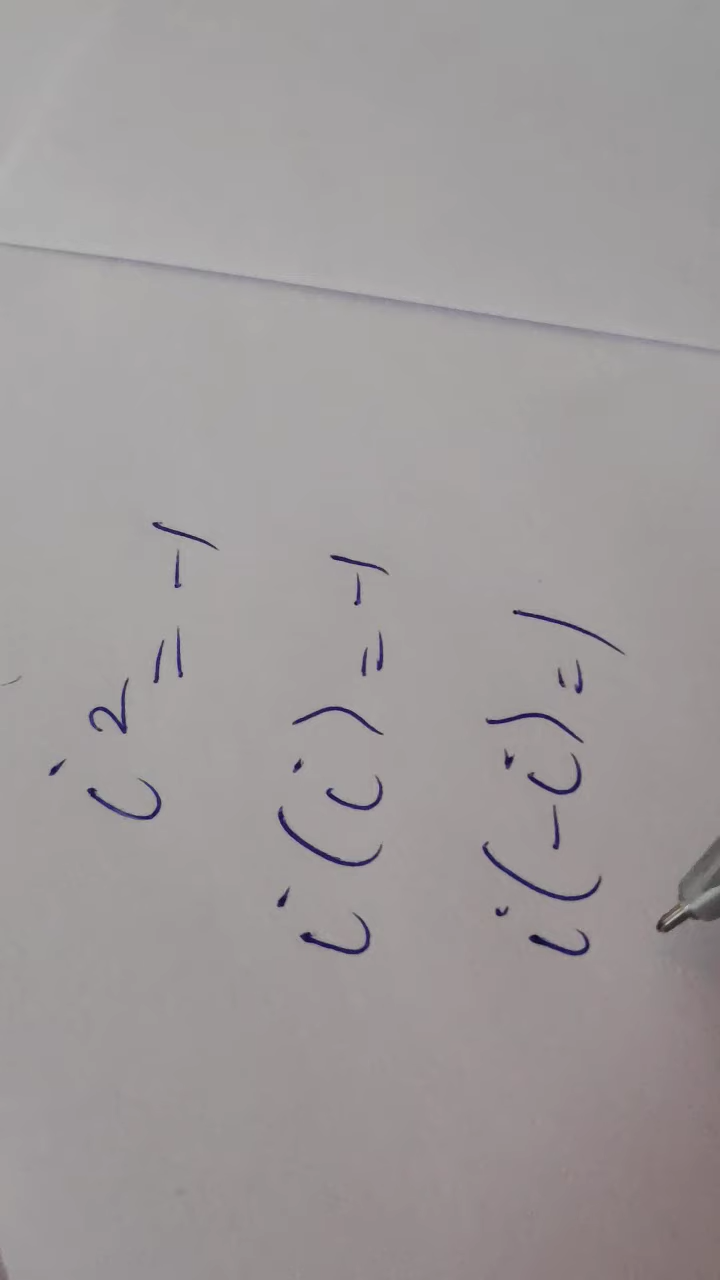 i² = -1
i(i) = -1
i(-i) = 1